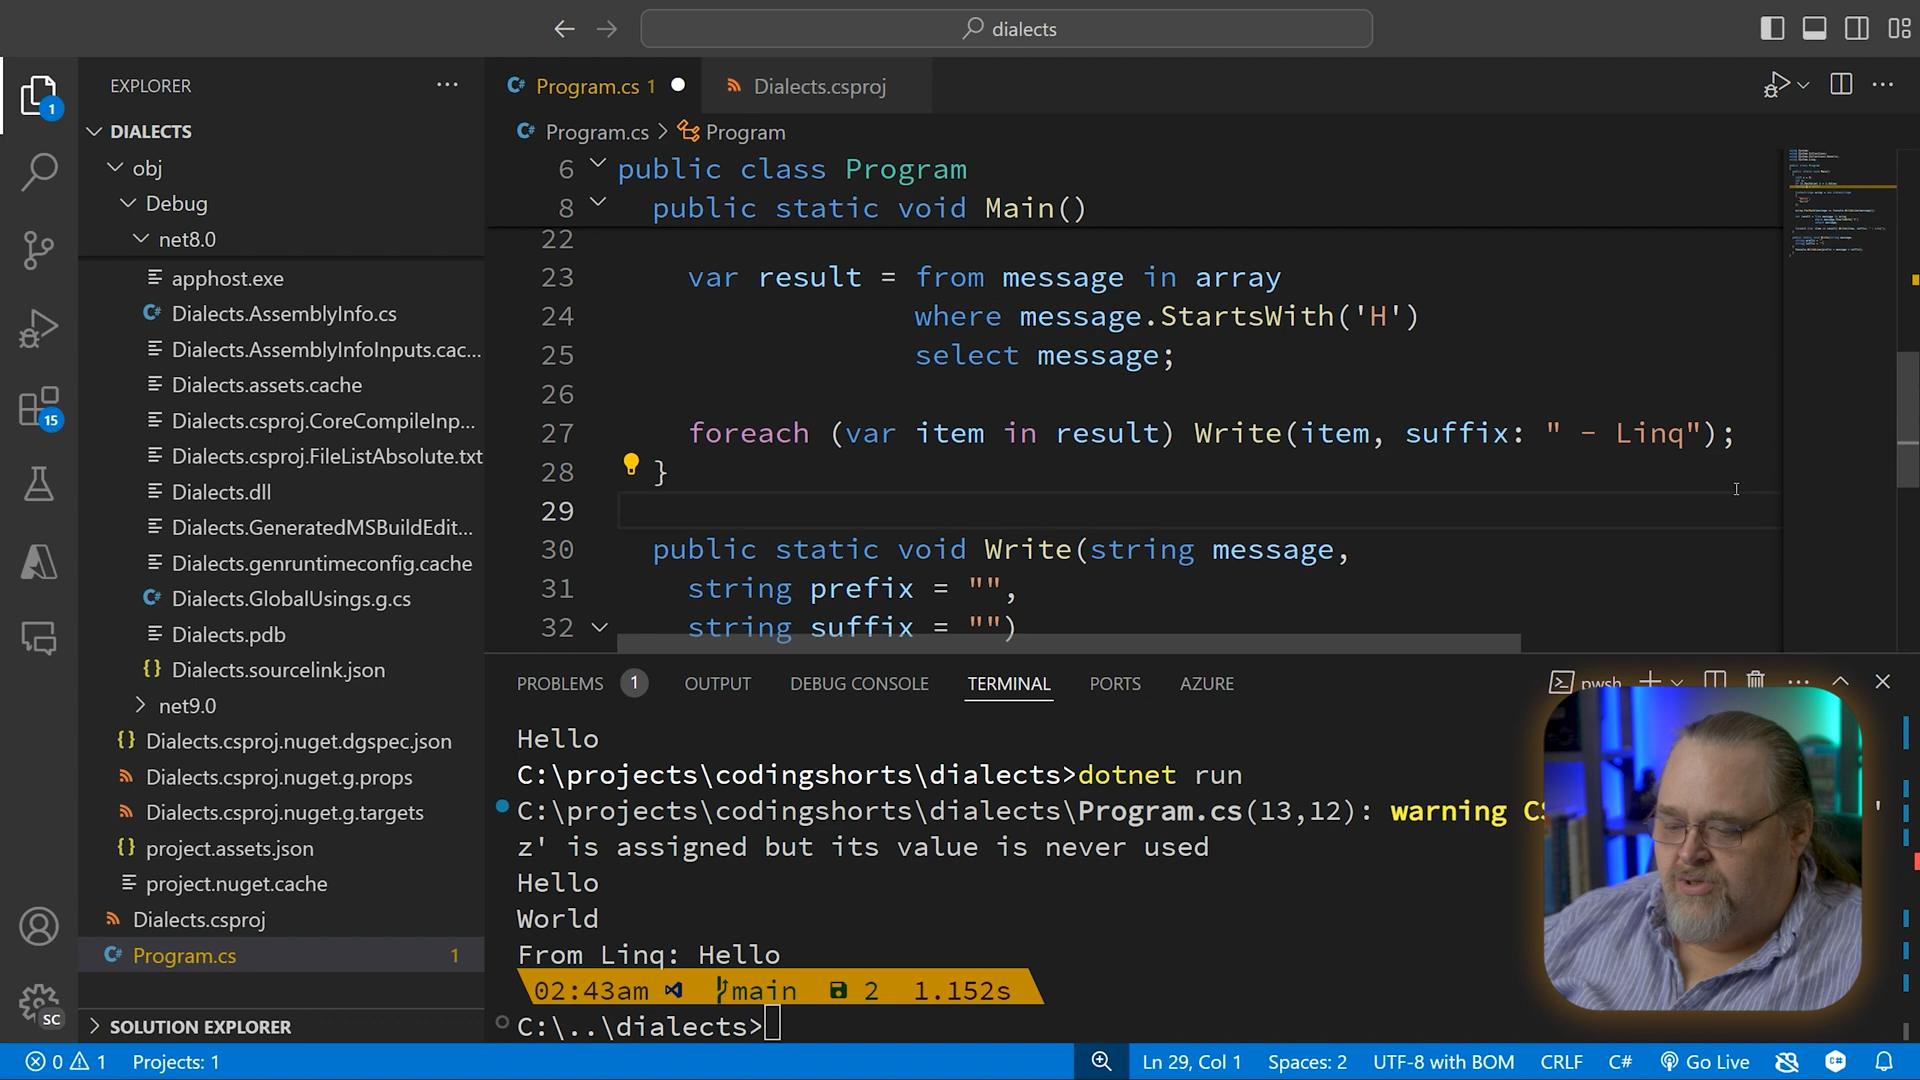 dialects
EXPLORER
DIALECTS
obj
Debug
net8.0
apphost.exe
Dialects.AssemblyInfo.cs
Dialects.AssemblyInfoInputs.cac...
Dialects.assets.cache
Dialects.csproj.CoreCompileInp...
Dialects.csproj.FileListAbsolute.txt
Dialects.dll
Dialects.GeneratedMSBuildEdit...
Dialects.genruntimeconfig.cache
Dialects.GlobalUsings.g.cs
Dialects.pdb
Dialects.sourcelink.json
net9.0
Dialects.csproj.nuget.dgspec.json
Dialects.csproj.nuget.g.props
Dialects.csproj.nuget.g.targets
project.assets.json
project.nuget.cache
Dialects.csproj
Program.cs 1
SOLUTION EXPLORER
1
15
SC
Program.cs 1
Dialects.csproj
Program.cs > Program
6 public class Program
8 public static void Main()
22
23 var result = from message in array
24 where message.StartsWith('H')
25 select message;
26
27 foreach (var item in result) Write(item, suffix: " - Linq");
28 }
29
30 public static void Write(string message,
31 string prefix = "",
32 string suffix = "")
PROBLEMS 1 OUTPUT DEBUG CONSOLE TERMINAL PORTS AZURE
pwsh
Hello
C:\projects\codingshorts\dialects>dotnet run
C:\projects\codingshorts\dialects\Program.cs(13,12): warning
z' is assigned but its value is never used
Hello
World
From Linq: Hello
02:43am main 2 1.152s
C:\..\dialects>
0 1 Projects: 1
Ln 29, Col 1 Spaces: 2 UTF-8 with BOM CRLF C# Go Live